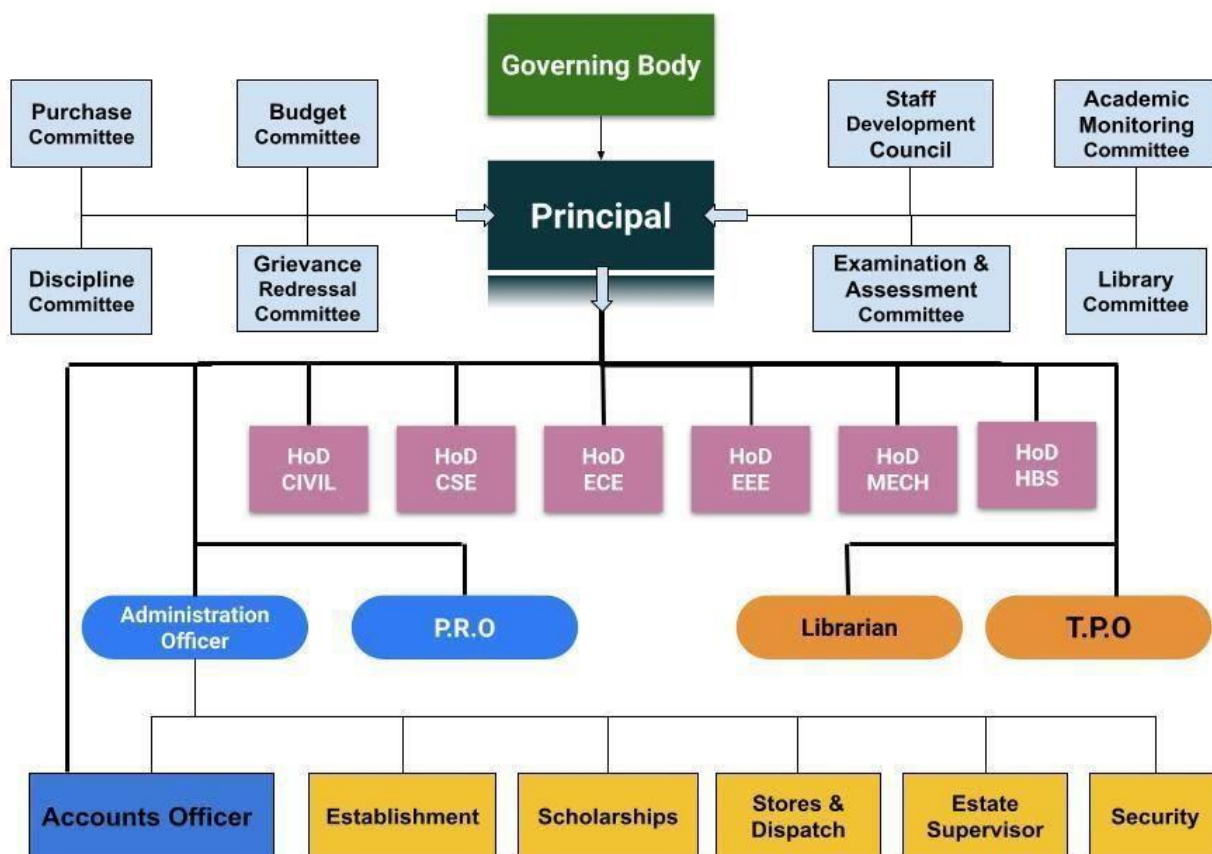 Governing Body
Purchase
Committee
Budget
Committee
Staff
Development
Council
Academic
Monitoring
Committee
Principal
Discipline
Committee
Grievance
Redressal
Committee
Examination &
Assessment
Committee
Library
Committee
HoD
CIVIL
HoD
CSE
HoD
ECE
HoD
EEE
HoD
MECH
HoD
HBS
Administration
Officer
P.R.O
Librarian
T.P.O
Accounts Officer
Establishment
Scholarships
Stores &
Dispatch
Estate
Supervisor
Security